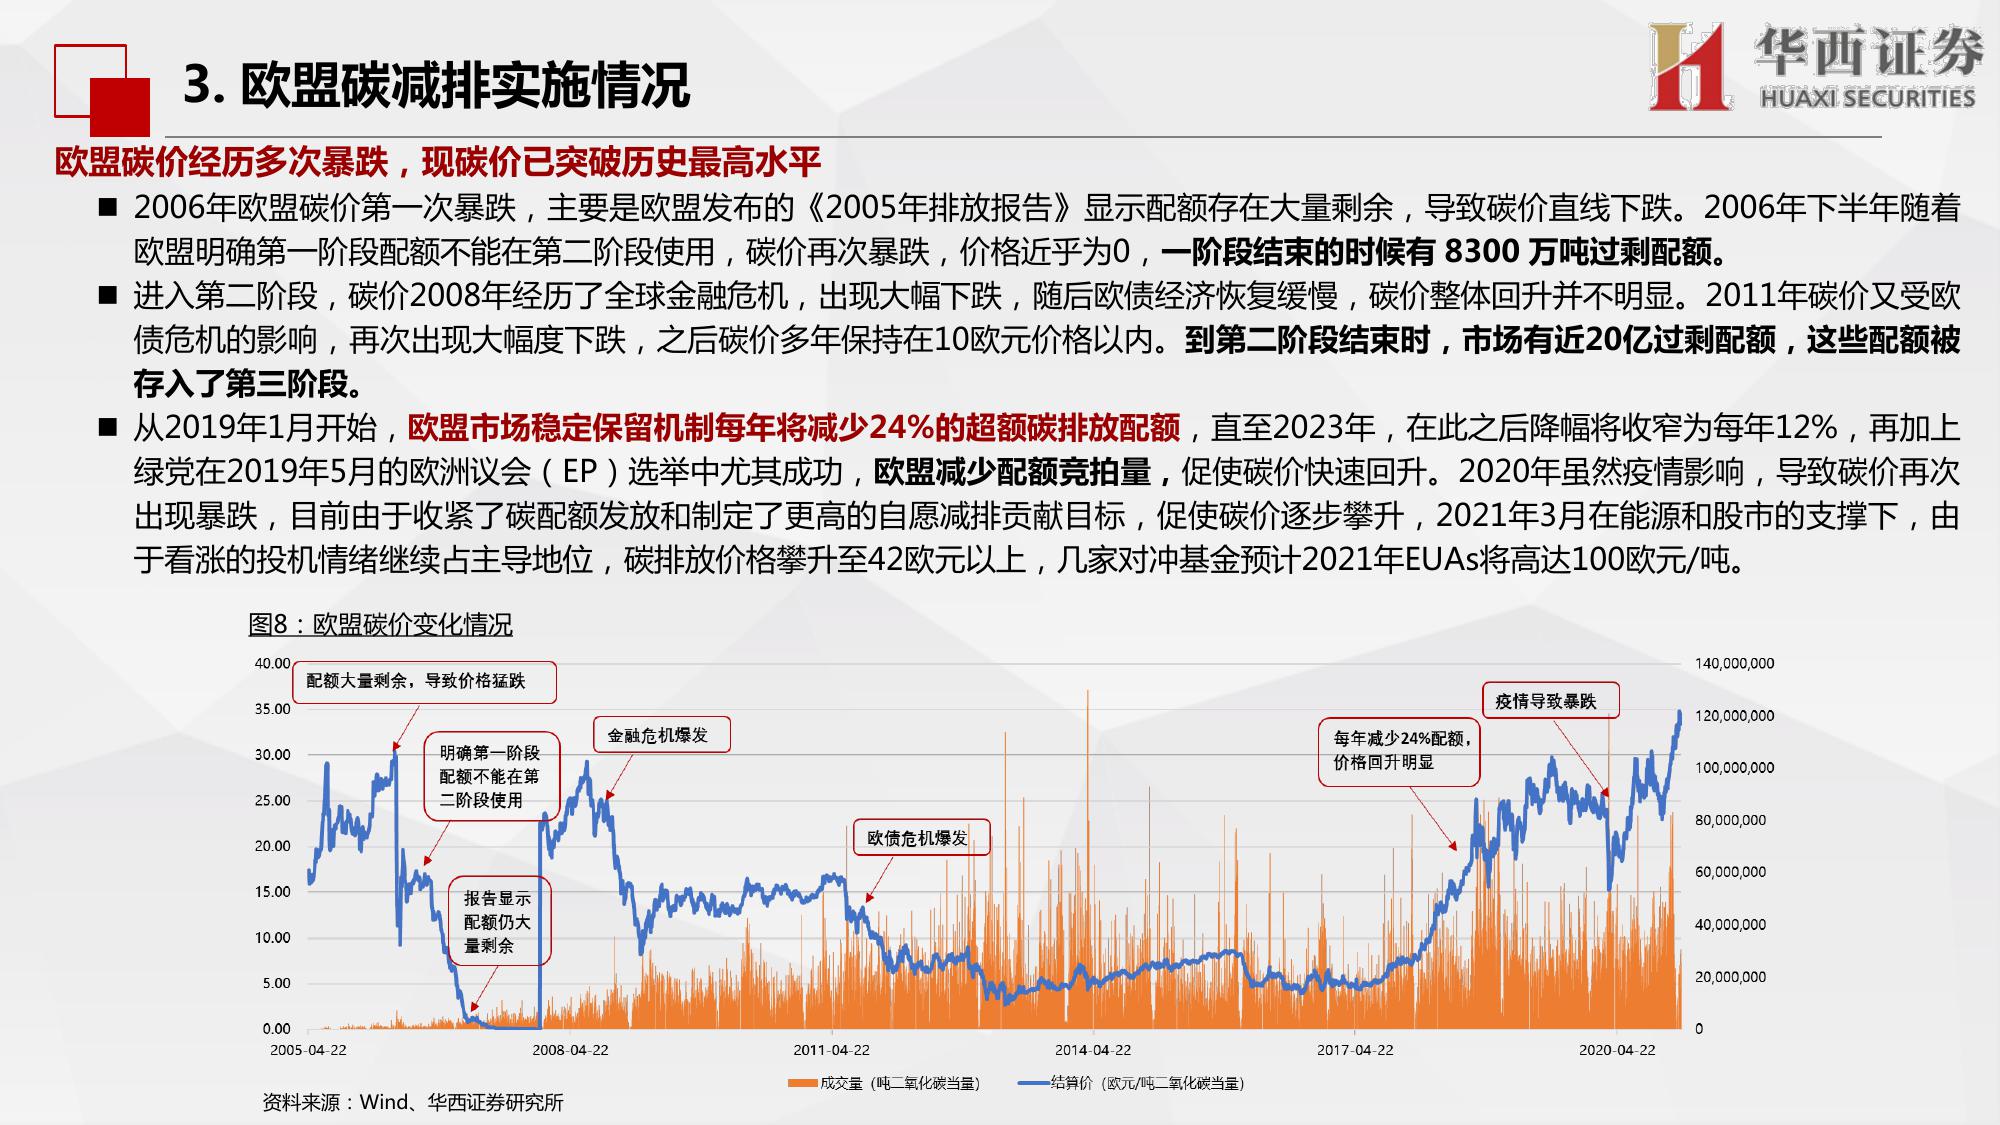 华西证券
HUAXI SECURITIES
3. 欧盟碳减排实施情况
欧盟碳价经历多次暴跌，现碳价已突破历史最高水平
■ 2006年欧盟碳价第一次暴跌，主要是欧盟发布的《2005年排放报告》显示配额存在大量剩余，导致碳价直线下跌。2006年下半年随着
欧盟明确第一阶段配额不能在第二阶段使用，碳价再次暴跌，价格近乎为0，一阶段结束的时候有 8300 万吨过剩配额。
■ 进入第二阶段，碳价2008年经历了全球金融危机，出现大幅下跌，随后欧债经济恢复缓慢，碳价整体回升并不明显。2011年碳价又受欧
债危机的影响，再次出现大幅度下跌，之后碳价多年保持在10欧元价格以内。到第二阶段结束时，市场有近20亿过剩配额，这些配额被
存入了第三阶段。
■ 从2019年1月开始，欧盟市场稳定保留机制每年将减少24%的超额碳排放配额，直至2023年，在此之后降幅将收窄为每年12%，再加上
绿党在2019年5月的欧洲议会（EP）选举中尤其成功，欧盟减少配额竞拍量，促使碳价快速回升。2020年虽然疫情影响，导致碳价再次
出现暴跌，目前由于收紧了碳配额发放和制定了更高的自愿减排贡献目标，促使碳价逐步攀升，2021年3月在能源和股市的支撑下，由
于看涨的投机情绪继续占主导地位，碳排放价格攀升至42欧元以上，几家对冲基金预计2021年EUAs将高达100欧元/吨。
图8：欧盟碳价变化情况
40.00
35.00
30.00
25.00
20.00
15.00
10.00
5.00
0.00
配额大量剩余，导致价格猛跌
明确第一阶段
配额不能在第
二阶段使用
报告显示
配额仍大
量剩余
金融危机爆发
欧债危机爆发
每年减少24%配额，
价格回升明显
疫情导致暴跌
140,000,000
120,000,000
100,000,000
80,000,000
60,000,000
40,000,000
20,000,000
0
2005-04-22
2008-04-22
2011-04-22
2014-04-22
2017-04-22
2020-04-22
成交量（吨二氧化碳当量）
结算价（欧元/吨二氧化碳当量）
资料来源：Wind、华西证券研究所